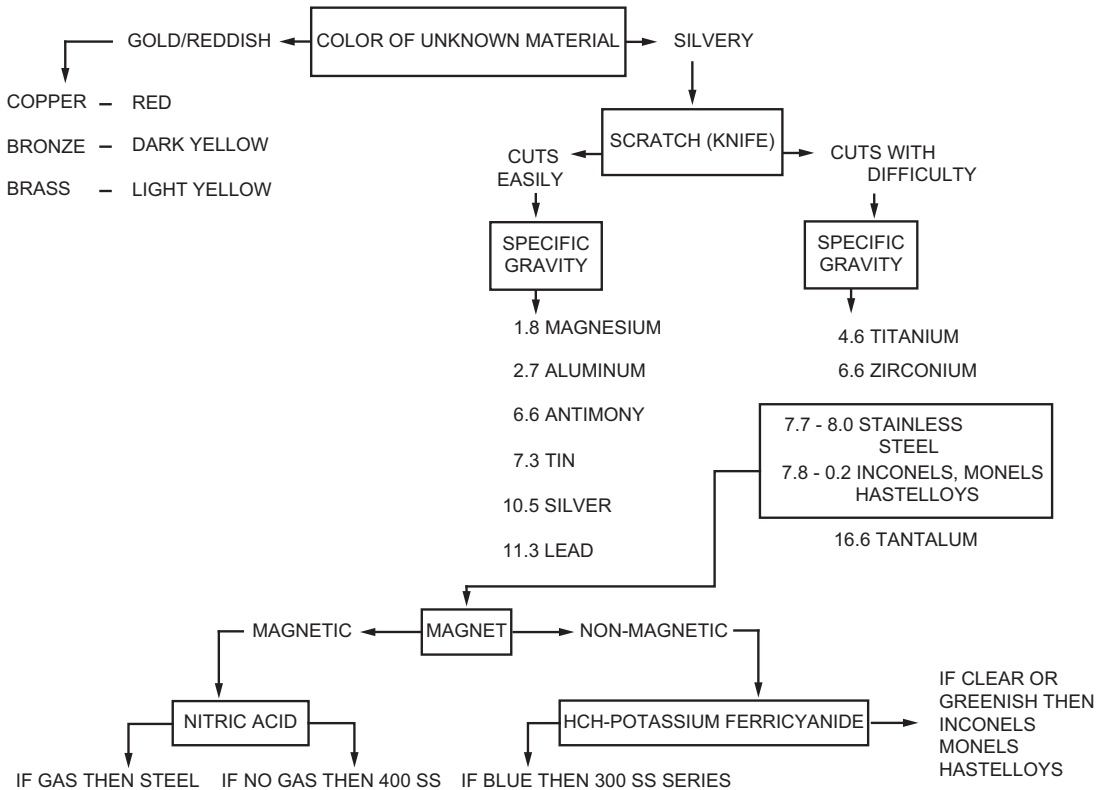 GOLD/REDDISH
COLOR OF UNKNOWN MATERIAL
SILVERY
COPPER – RED
BRONZE – DARK YELLOW
BRASS – LIGHT YELLOW
SCRATCH (KNIFE)
CUTS
EASILY
CUTS WITH
DIFFICULTY
SPECIFIC
GRAVITY
1.8 MAGNESIUM
2.7 ALUMINUM
6.6 ANTIMONY
7.3 TIN
10.5 SILVER
11.3 LEAD
SPECIFIC
GRAVITY
4.6 TITANIUM
6.6 ZIRCONIUM
7.7 - 8.0 STAINLESS
STEEL
7.8 - 0.2 INCONELS, MONELS
HASTELLOYS
16.6 TANTALUM
MAGNETIC
MAGNET
NON-MAGNETIC
NITRIC ACID
IF GAS THEN STEEL
IF NO GAS THEN 400 SS
HCH-POTASSIUM FERRICYANIDE
IF BLUE THEN 300 SS SERIES
IF CLEAR OR
GREENISH THEN
INCONELS
MONELS
HASTELLOYS